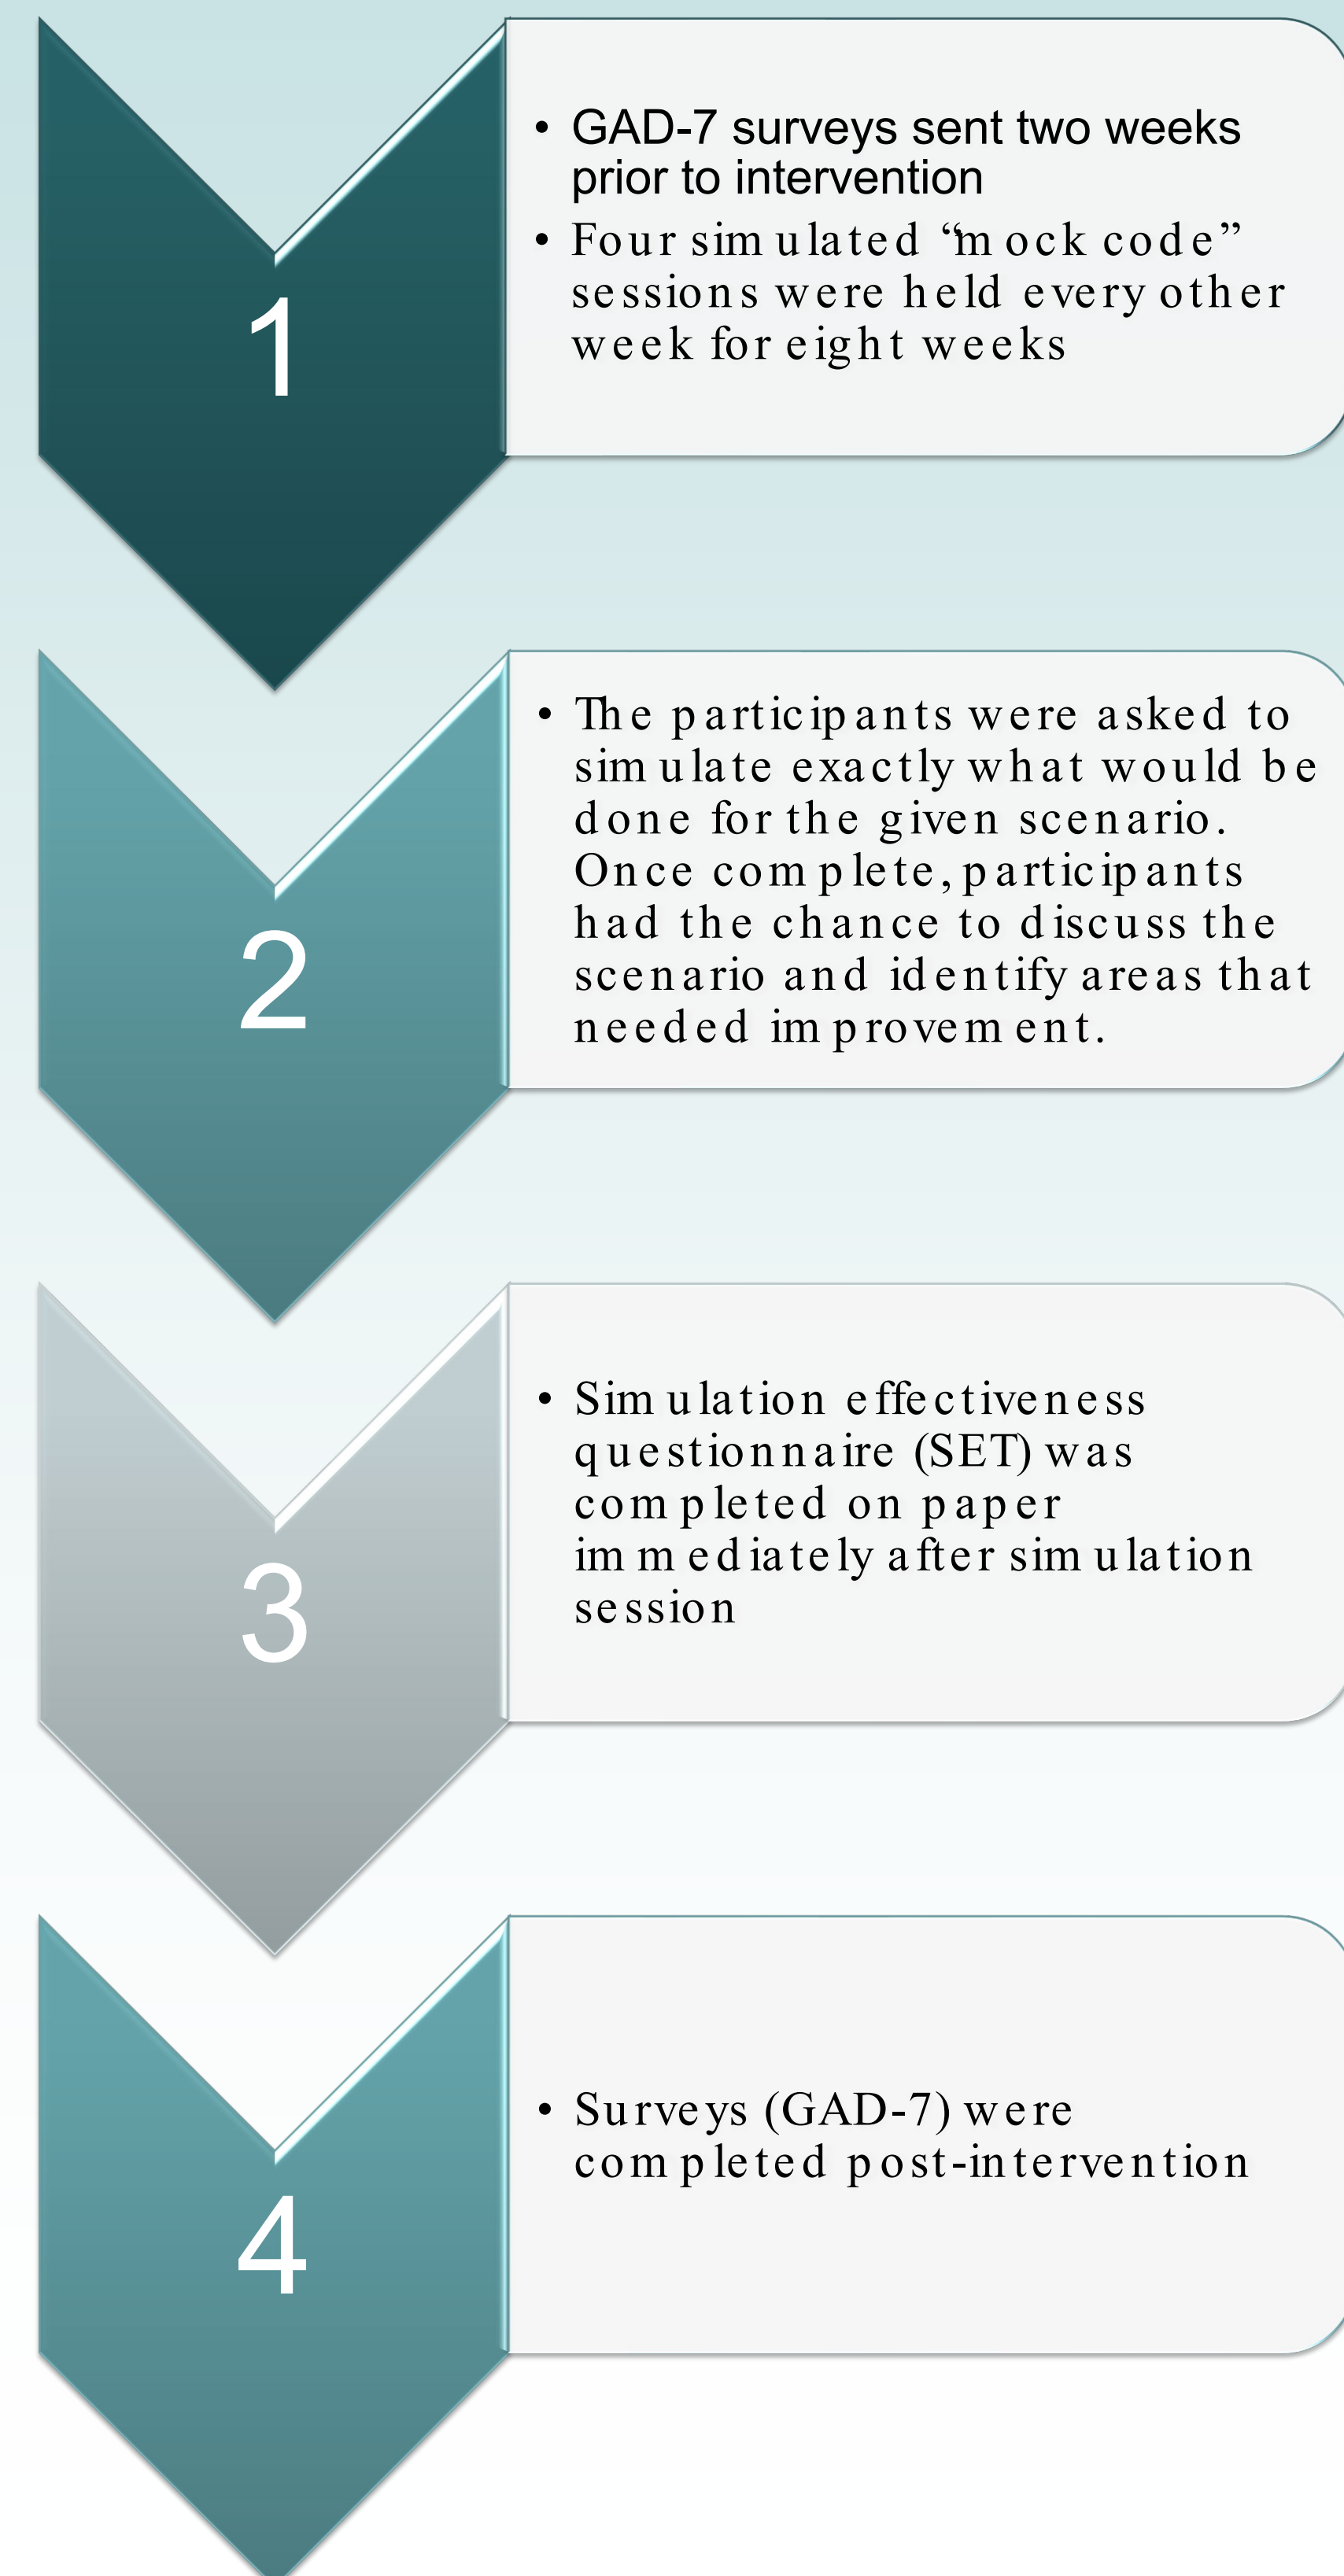 1
• GAD-7 surveys sent two weeks
prior to intervention
• Four simulated “mock code”
sessions were held every other
week for eight weeks
2
• The participants were asked to
simulate exactly what would be
done for the given scenario.
Once complete, participants
had the chance to discuss the
scenario and identify areas that
needed improvement.
3
• Simulation effectiveness
questionnaire (SET) was
completed on paper
immediately after simulation
session
4
• Surveys (GAD-7) were
completed post-intervention